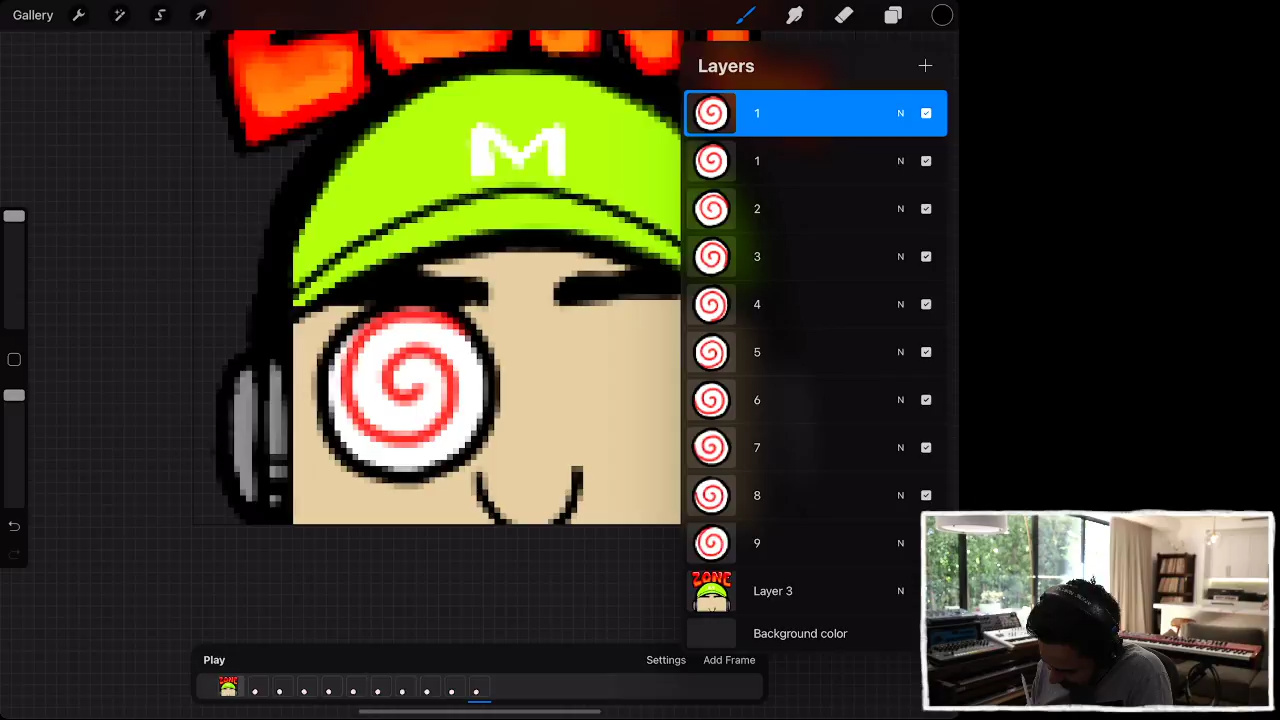 Gallery
Layers
M
1 N
1 N
2 N
3 N
4 N
5 N
6 N
7 N
8 N
9 N
ZONE
Layer 3 N
Background color
Play Settings Add Frame